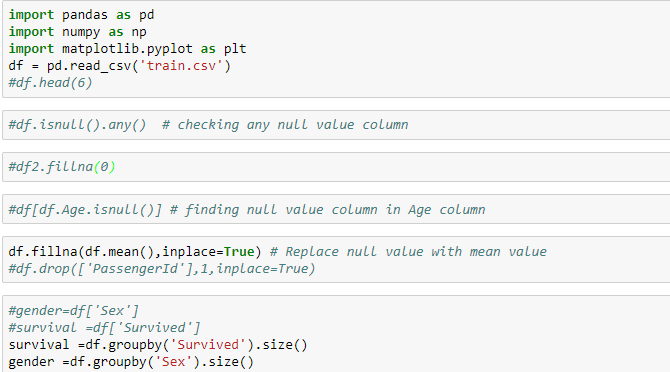 import pandas as pd
import numpy as np
import matplotlib.pyplot as plt
df = pd.read_csv('train.csv')
#df.head(6)
#df.isnull().any()  # checking any null value column
#df2.fillna(0)
#df[df.Age.isnull()] # finding null value column in Age column
df.fillna(df.mean(),inplace=True) # Replace null value with mean value
#df.drop(['PassengerId'],1,inplace=True)
#gender=df['Sex']
#survival =df['Survived']
survival =df.groupby('Survived').size()
gender =df.groupby('Sex').size()